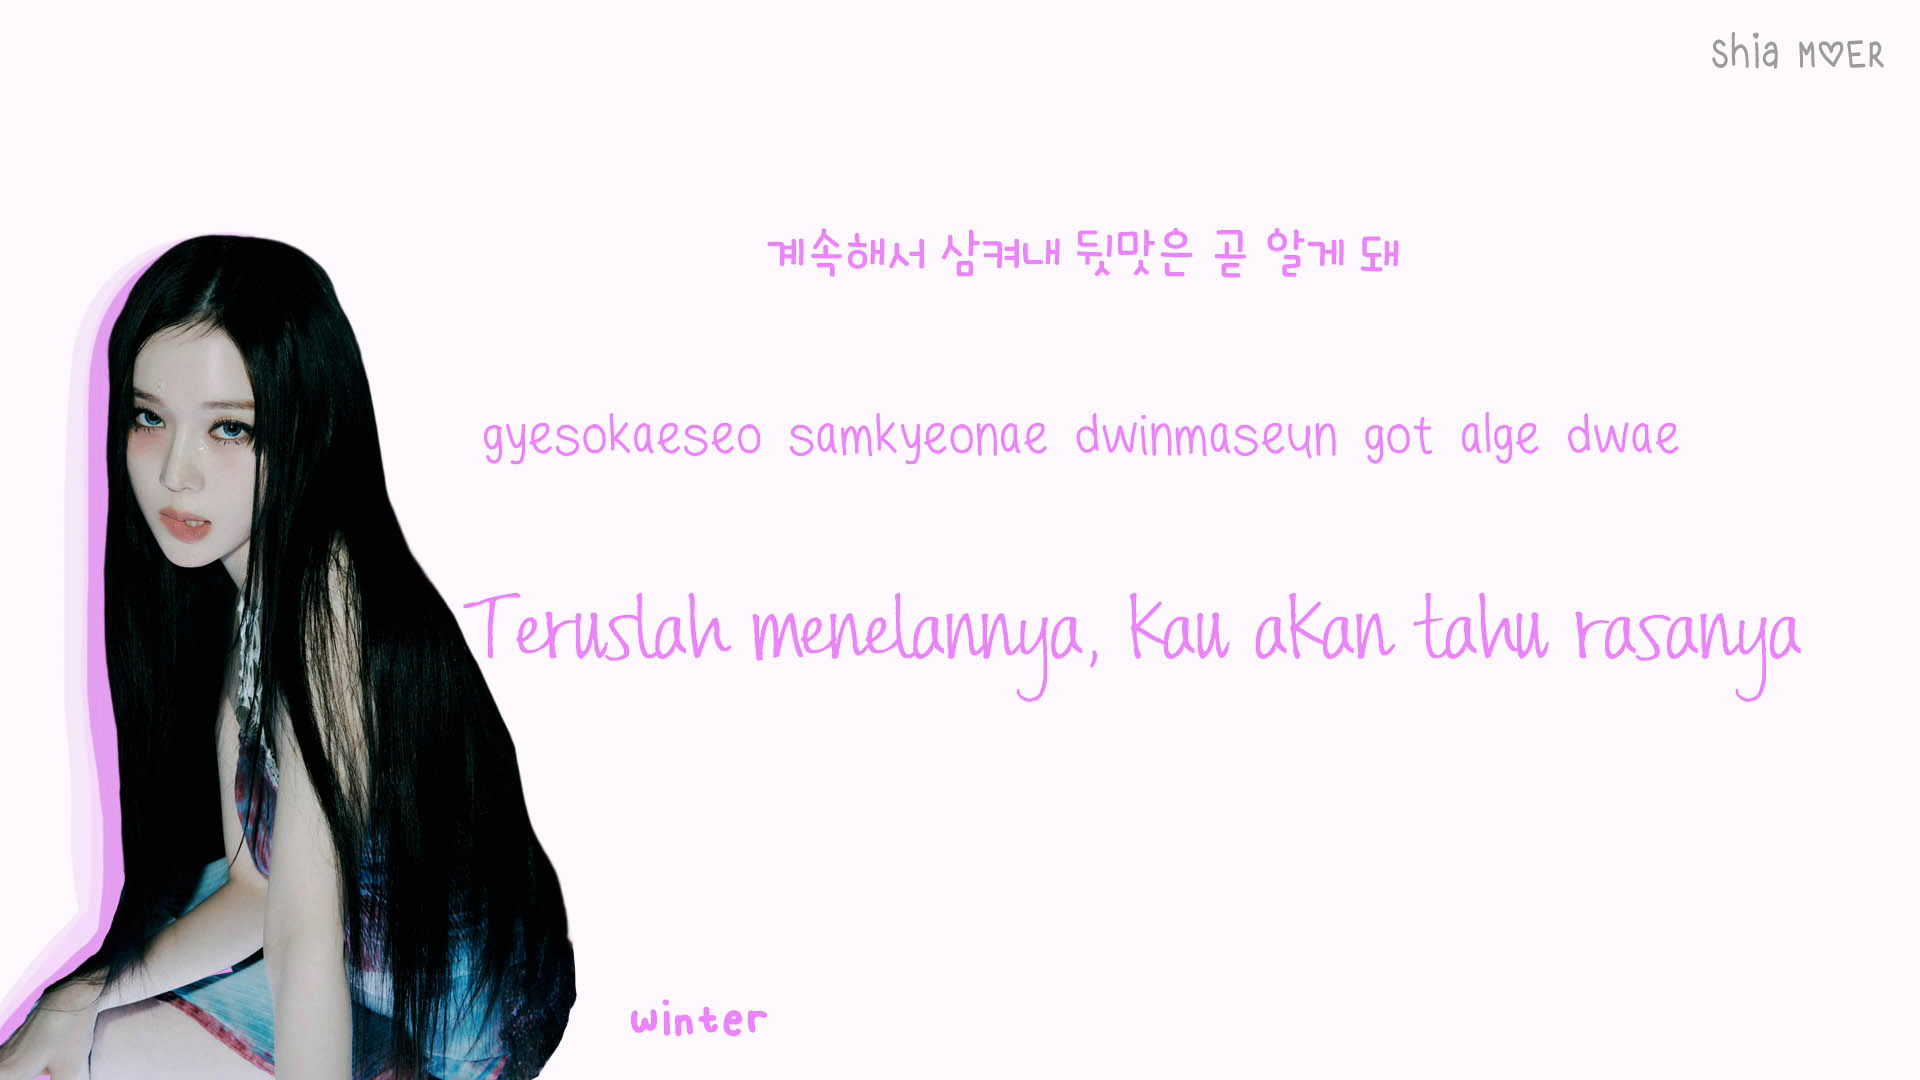 Shia M♡ER
계속해서 삼켜내 뒷맛은 곧 알게 돼
gyesokaeseo samkyeonae dwinmaseun got alge dwae
Teruslah menelannya, Kau akan tahu rasanya
winter